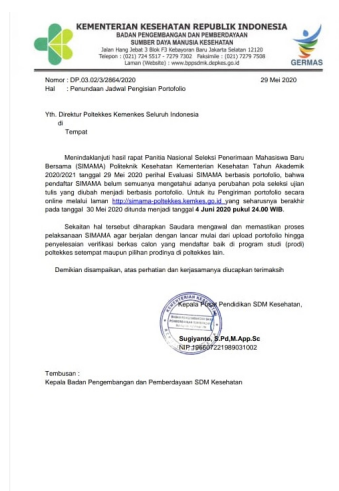 KEMENTERIAN KESEHATAN REPUBLIK INDONESIA
BADAN PENGEMBANGAN DAN PEMBERDAYAAN
SUMBER DAYA MANUSIA KESEHATAN
Jalan Hang Jebat 3 Blok F3 Kebayoran Baru Jakarta Selatan 12120
Telepon : (021) 724 5517 - 7279 7302 Faksimile : (021) 7279 7508
Laman (Website) : www.bppsdmk.depkes.go.id
GERMAS
Nomor : DP.03.02/3/2864/2020 29 Mei 2020
Hal : Penundaan Jadwal Pengisian Portofolio
Yth. Direktur Poltekkes Kemenkes Seluruh Indonesia
di
Tempat
Menindaklanjuti hasil rapat Panitia Nasional Seleksi Penerimaan Mahasiswa Baru
Bersama (SIMAMA) Politeknik Kesehatan Kementerian Kesehatan Tahun Akademik
2020/2021 tanggal 29 Mei 2020 perihal Evaluasi SIMAMA berbasis portofolio, bahwa
pendaftar SIMAMA belum semuanya mengetahui adanya perubahan pola seleksi ujian
tulis yang diubah menjadi berbasis portofolio. Untuk itu Pengiriman portofolio secara
online melalui laman http://simama-poltekkes.kemkes.go.id yang seharusnya berakhir
pada tanggal 30 Mei 2020 ditunda menjadi tanggal 4 Juni 2020 pukul 24.00 WIB.
Sekaitan hal tersebut diharapkan Saudara mengawal dan memastikan proses
pelaksanaan SIMAMA agar berjalan dengan lancar mulai dari upload portofolio hingga
penyelesaian verifikasi berkas calon yang mendaftar baik di program studi (prodi)
poltekkes setempat maupun pilihan prodinya di poltekkes lain.
Demikian disampaikan, atas perhatian dan kerjasamanya diucapkan terimaksih
Kepala Pusat Pendidikan SDM Kesehatan,
Sugiyanto, S.Pd,M.App.Sc
NIP 196607221989031002
Tembusan :
Kepala Badan Pengembangan dan Pemberdayaan SDM Kesehatan